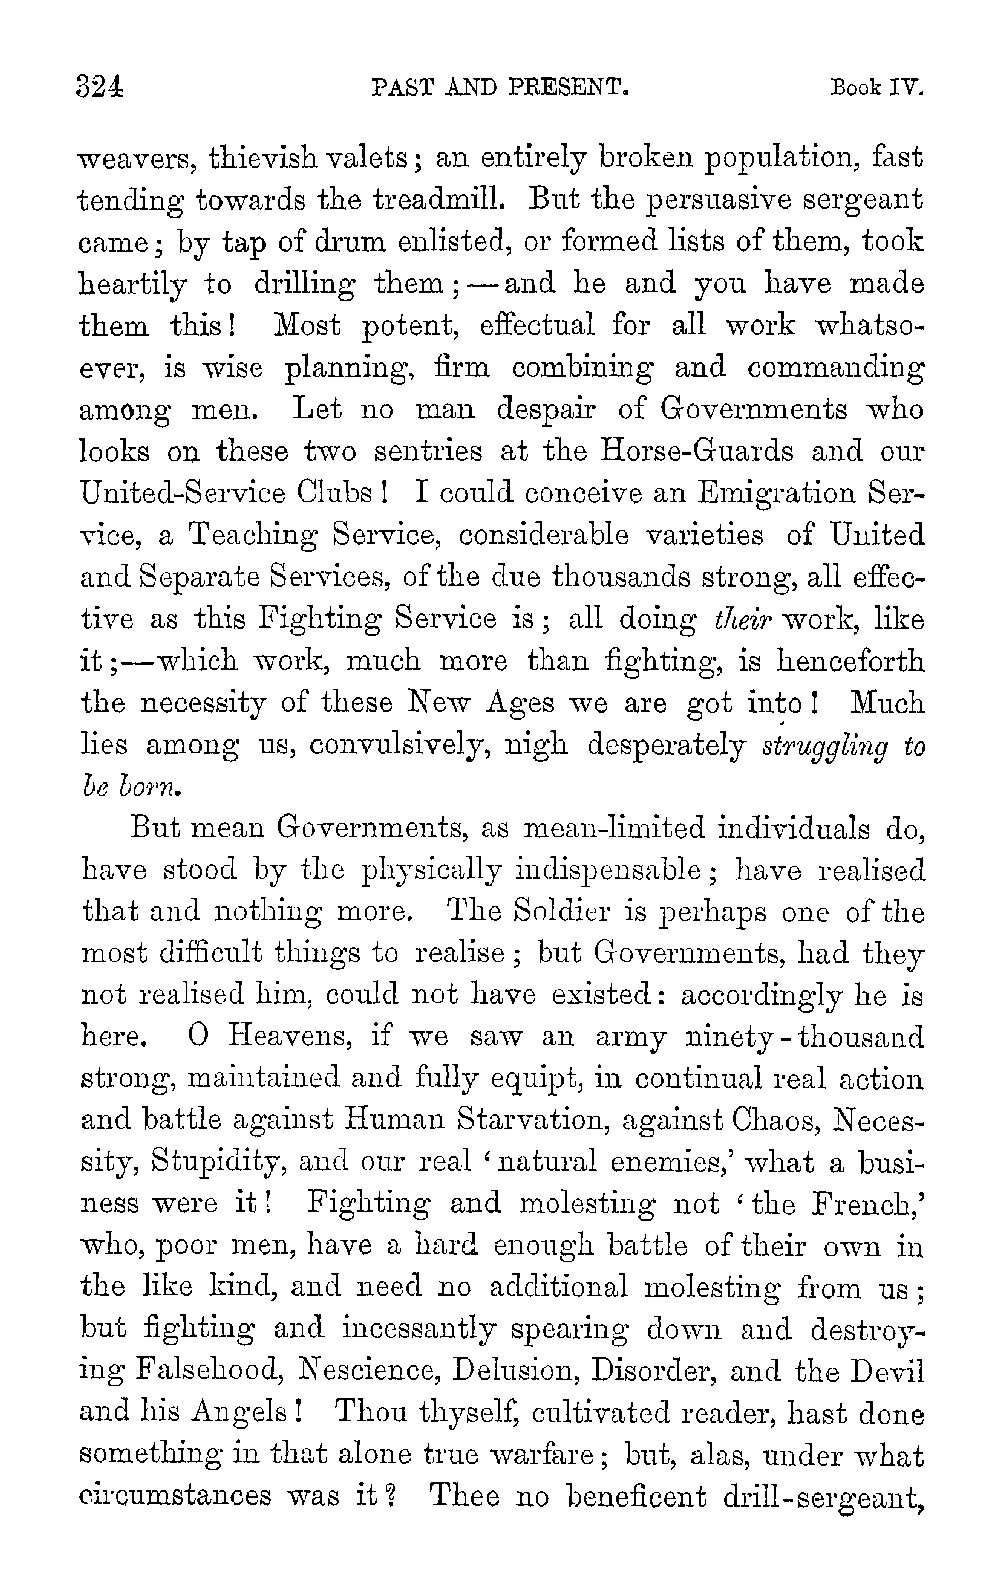 324 PAST AND PRESENT. Book IV.
weavers, thievish valets; an entirely broken population, fast
tending towards the treadmill. But the persuasive sergeant
came; by tap of drum enlisted, or formed lists of them, took
heartily to drilling them;—and he and you have made
them this! Most potent, effectual for all work whatso-
ever, is wise planning, firm combining and commanding
among men. Let no man despair of Governments who
looks on these two sentries at the Horse-Guards and our
United-Service Clubs! I could conceive an Emigration Ser-
vice, a Teaching Service, considerable varieties of United
and Separate Services, of the due thousands strong, all effec-
tive as this Fighting Service is; all doing their work, like
it;—which work, much more than fighting, is henceforth
the necessity of these New Ages we are got into! Much
lies among us, convulsively, nigh desperately struggling to
be born.
But mean Governments, as mean-limited individuals do,
have stood by the physically indispensable; have realised
that and nothing more. The Soldier is perhaps one of the
most difficult things to realise; but Governments, had they
not realised him, could not have existed: accordingly he is
here. O Heavens, if we saw an army ninety-thousand
strong, maintained and fully equipt, in continual real action
and battle against Human Starvation, against Chaos, Neces-
sity, Stupidity, and our real ‘natural enemies,’ what a busi-
ness were it! Fighting and molesting not ‘the French,’
who, poor men, have a hard enough battle of their own in
the like kind, and need no additional molesting from us;
but fighting and incessantly spearing down and destroy-
ing Falsehood, Nescience, Delusion, Disorder, and the Devil
and his Angels! Thou thyself, cultivated reader, hast done
something in that alone true warfare; but, alas, under what
circumstances was it? Thee no beneficent drill-sergeant,